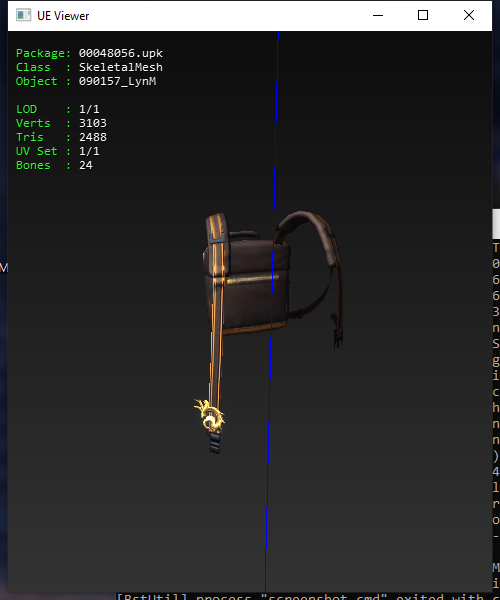 UE Viewer
Package: 00048056.upk
Class : SkeletalMesh
Object : 090157_LynM
LOD : 1/1
Verts : 3103
Tris : 2488
UV Set : 1/1
Bones : 24
M
T
0
6
6
3
n
S
g
i
c
h
n
n
)
4
l
r
o
-
M
i
[BstUtil] process "screenshot.cmd" exited with c